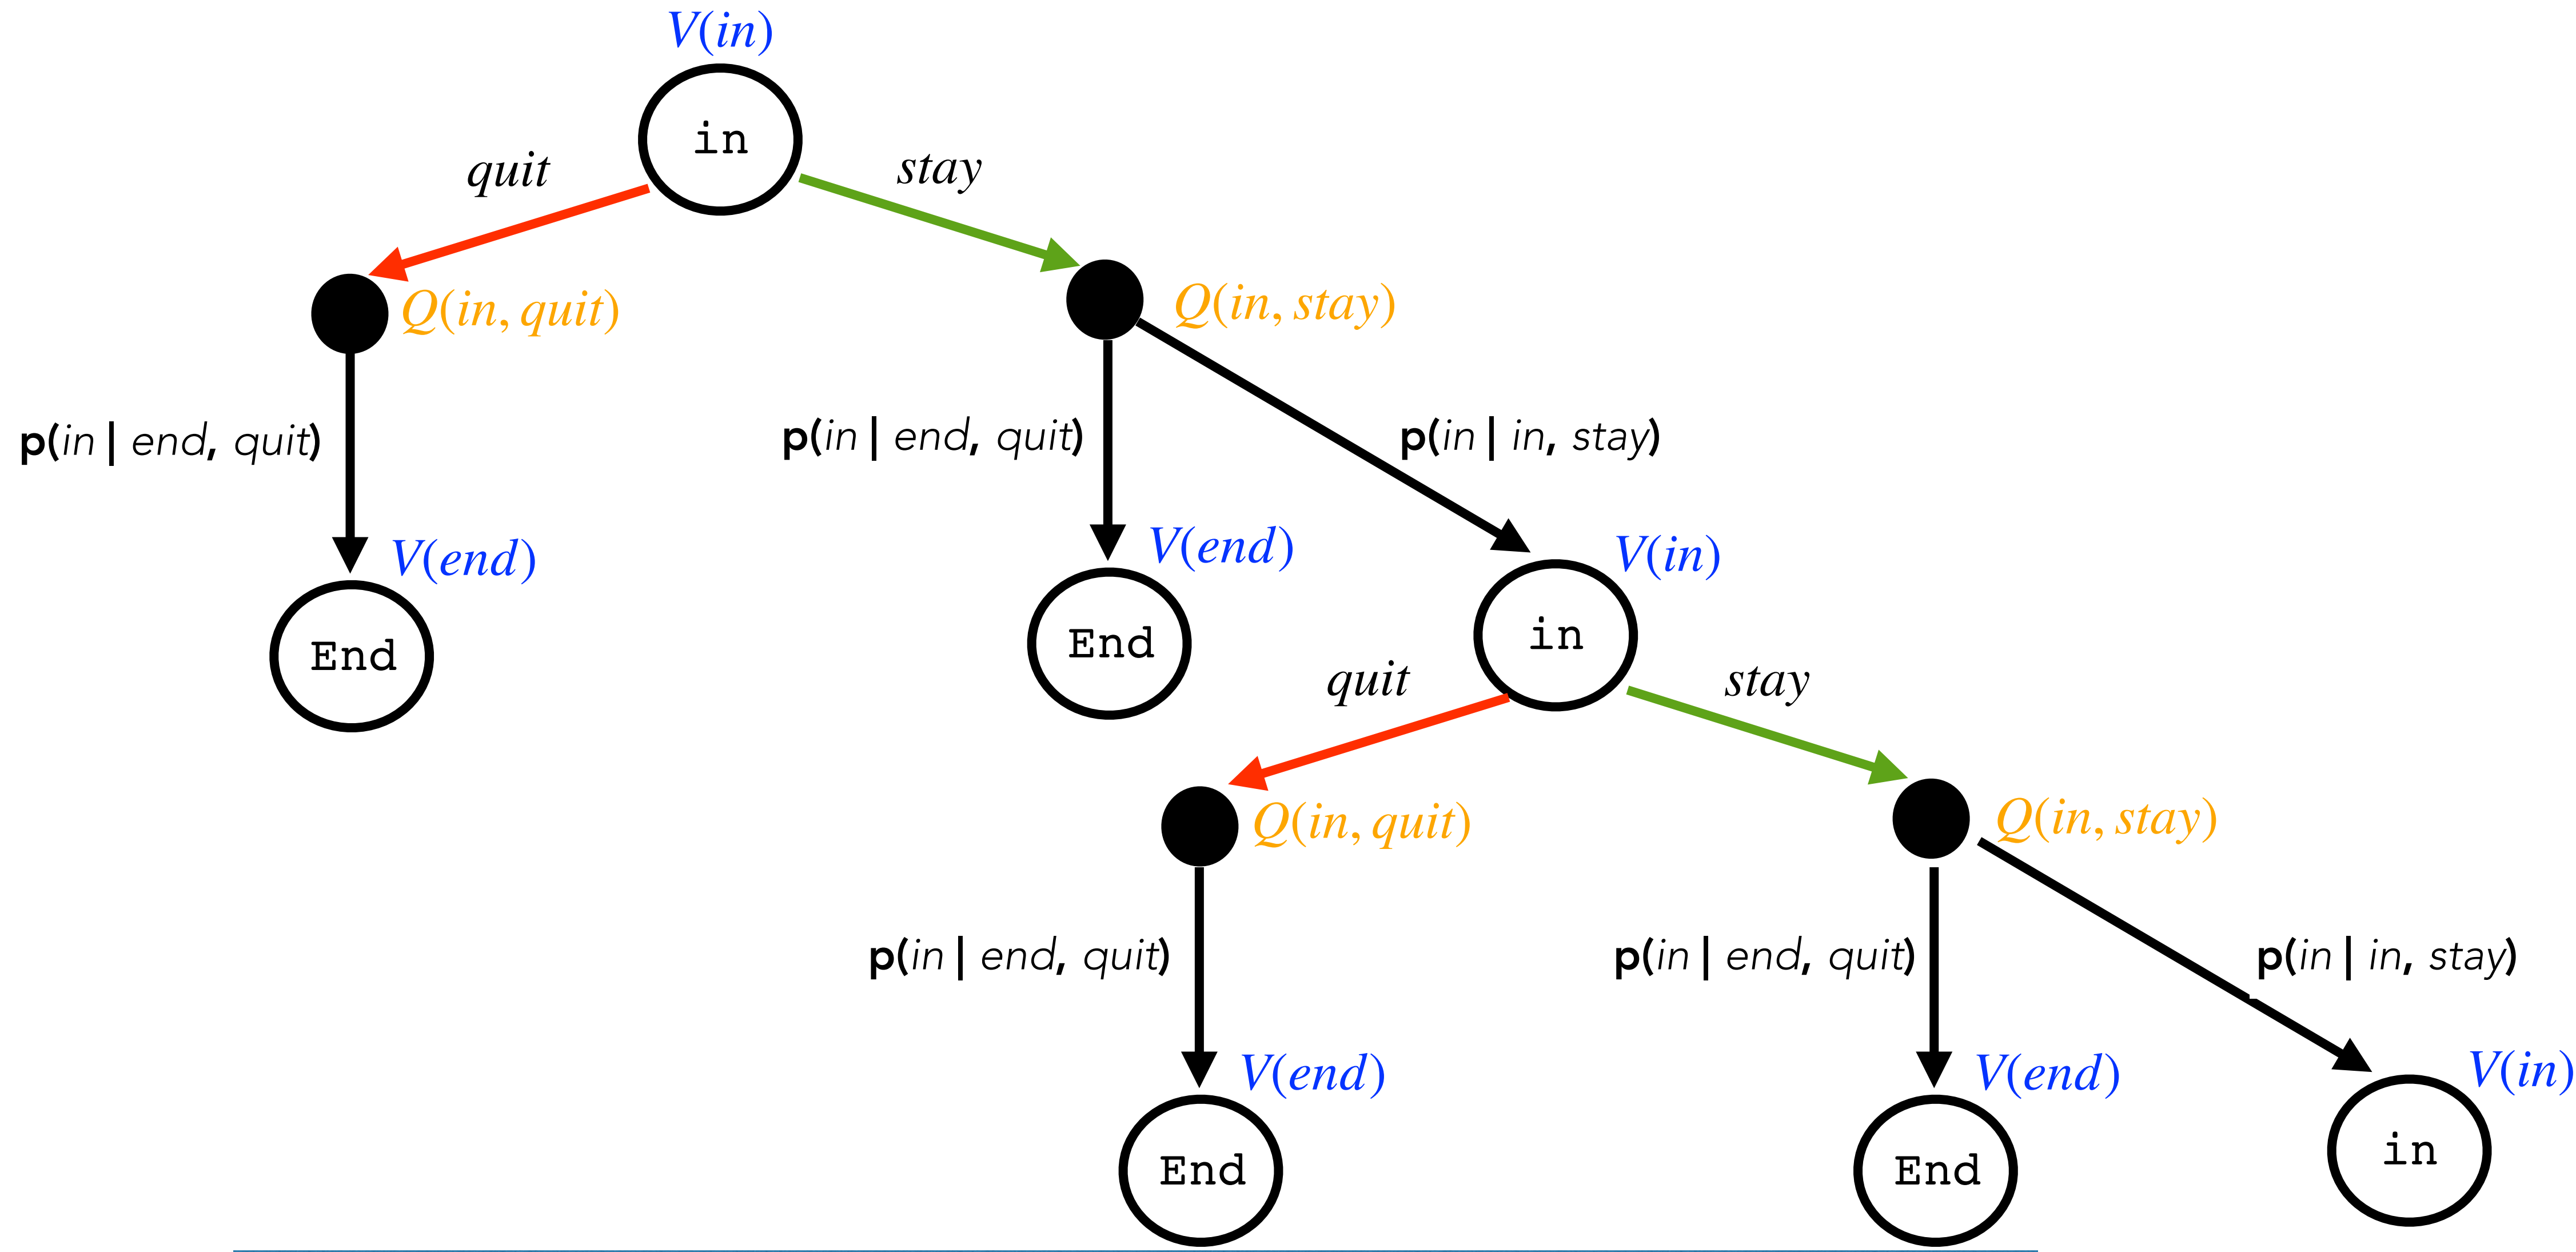 V(in)
in
quit
stay
Q(in, quit)
Q(in, stay)
p(in | end, quit)
p(in | end, quit)
p(in | in, stay)
V(end)
V(end)
V(in)
End
End
in
quit
stay
Q(in, quit)
Q(in, stay)
p(in | end, quit)
p(in | end, quit)
p(in | in, stay)
V(end)
V(end)
V(in)
End
End
in